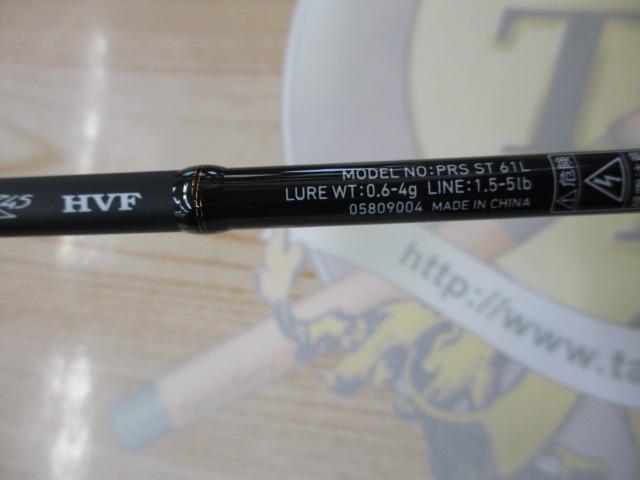 X45 HVF
MODEL NO:PRS ST 61L
LURE WT:0.6-4g LINE:1.5-5lb
05809004 MADE IN CHINA
危険
http://www.ta